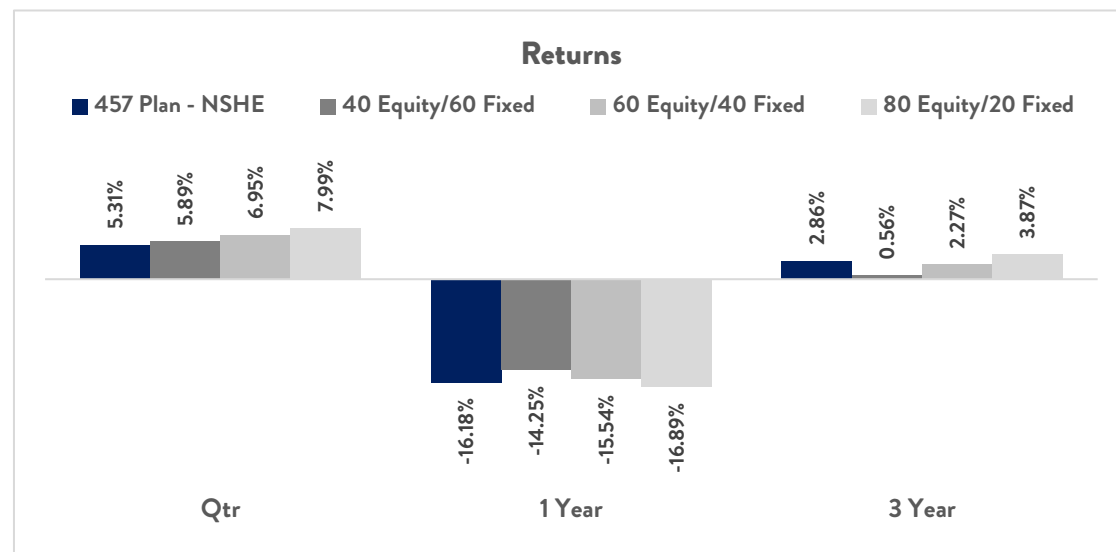 Returns
457 Plan - NSHE 40 Equity/60 Fixed 60 Equity/40 Fixed 80 Equity/20 Fixed
5.31% 5.89% 6.95% 7.99%
-16.18% -14.25% -15.54% -16.89%
2.86% 0.56% 2.27% 3.87%
Qtr 1 Year 3 Year